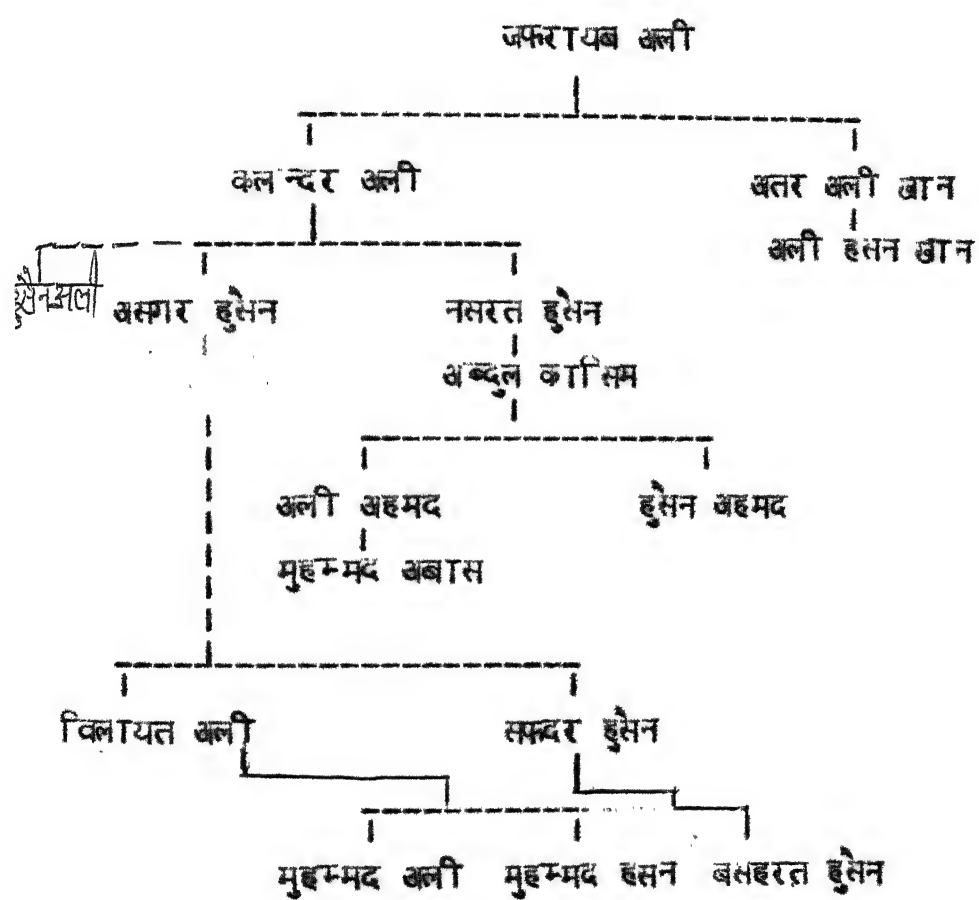 जफरायब अली
कलन्दर अली अतर अली खान
अली हसन खान
हुसैनअली असगर हुसैन नसरत हुसैन
अब्दुल कासिम
अली अहमद हुसैन अहमद
मुहम्मद अबास
विलायत अली सफदर हुसैन
मुहम्मद अली मुहम्मद हसन बसहरत हुसैन